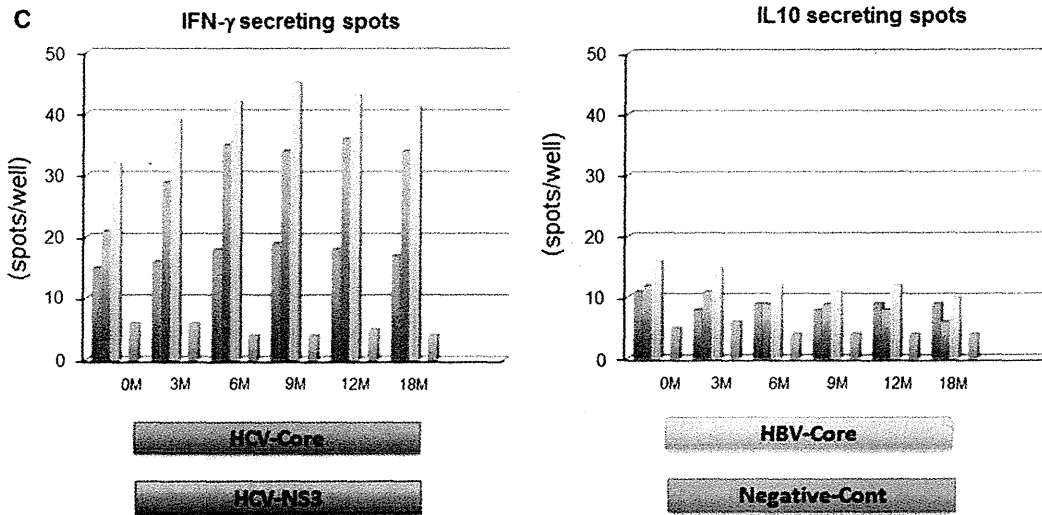 C
IFN-γ secreting spots
50
40
30
20
10
0
(spots/well)
0M 3M 6M 9M 12M 18M
IL10 secreting spots
50
40
30
20
10
0
(spots/well)
0M 3M 6M 9M 12M 18M
HCV-Core
HCV-NS3
HBV-Core
Negative-Cont